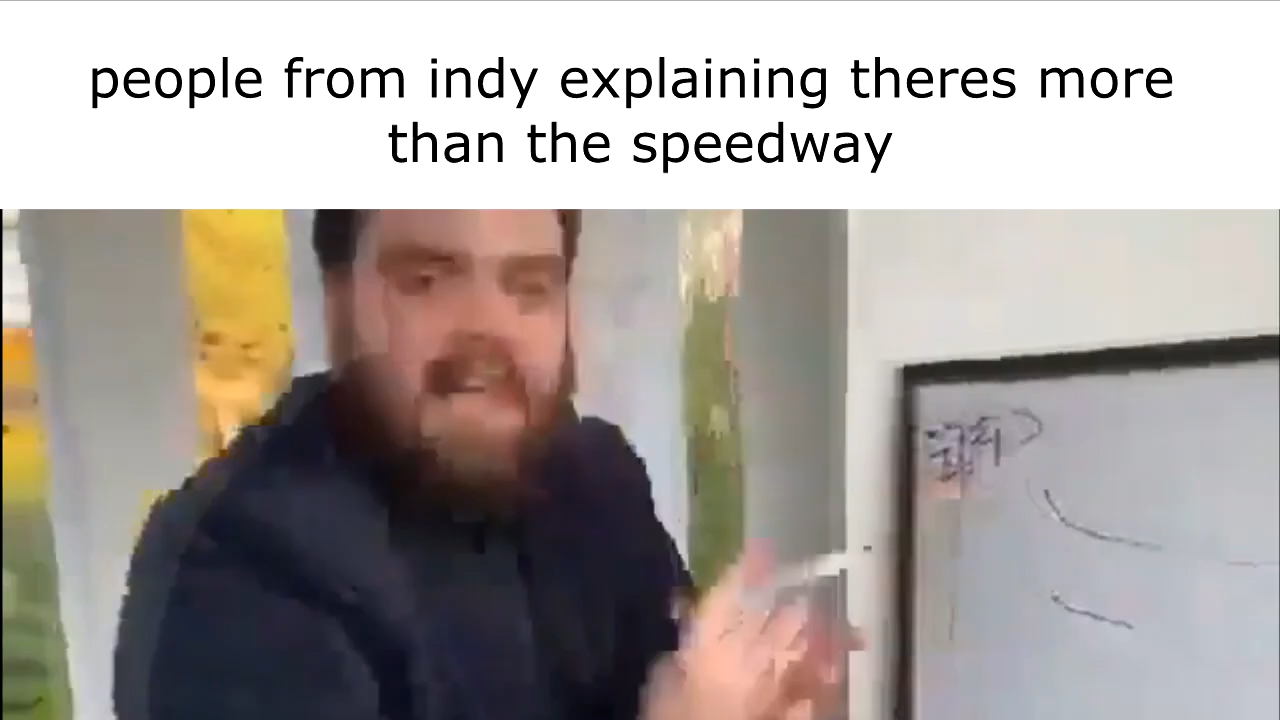 people from indy explaining theres more
than the speedway